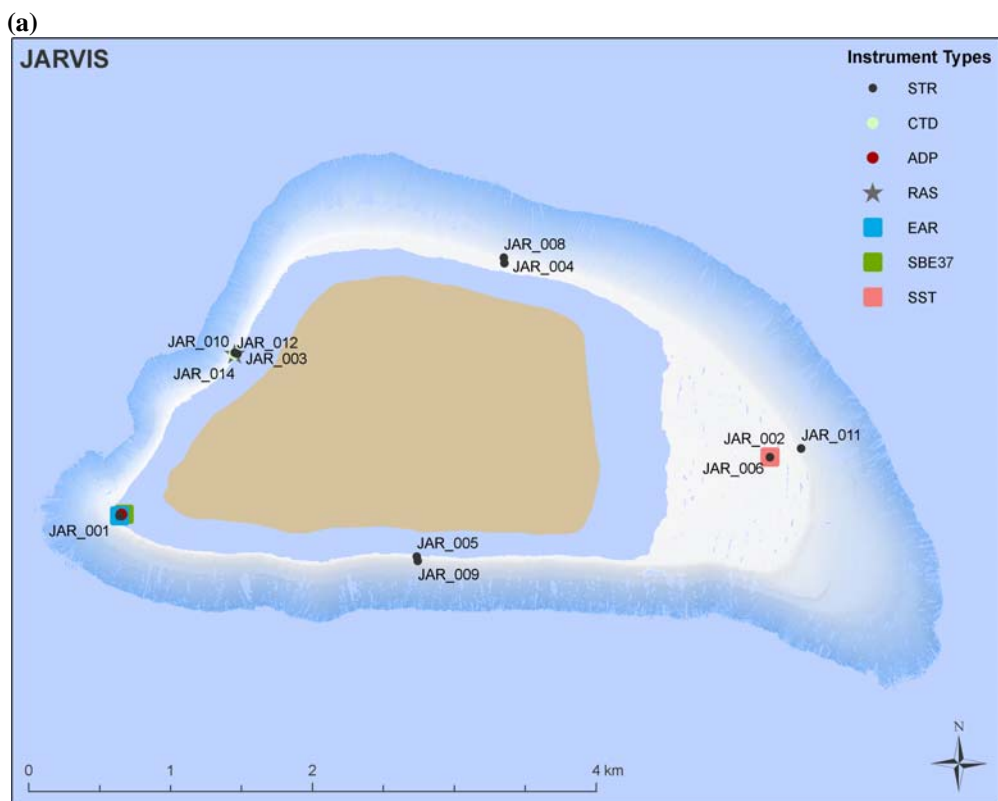 (a)
JARVIS
Instrument Types
STR
CTD
ADP
RAS
EAR
SBE37
SST
JAR_008
JAR_004
JAR_010 JAR_012
JAR_003
JAR_014
JAR_002 JAR_011
JAR_006
JAR_001
JAR_005
JAR_009
N
0 1 2 4 km